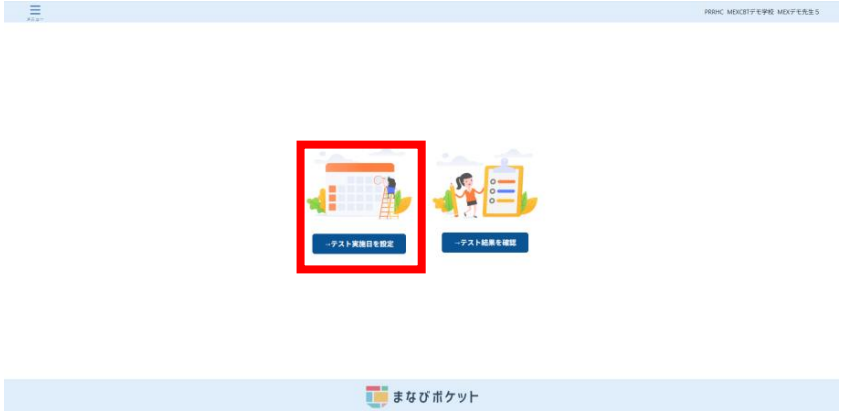 メニュー
PRRHC MEXCBTデモ学校 MEXデモ先生5
→テスト実施日を設定
→テスト結果を確認
まなびポケット